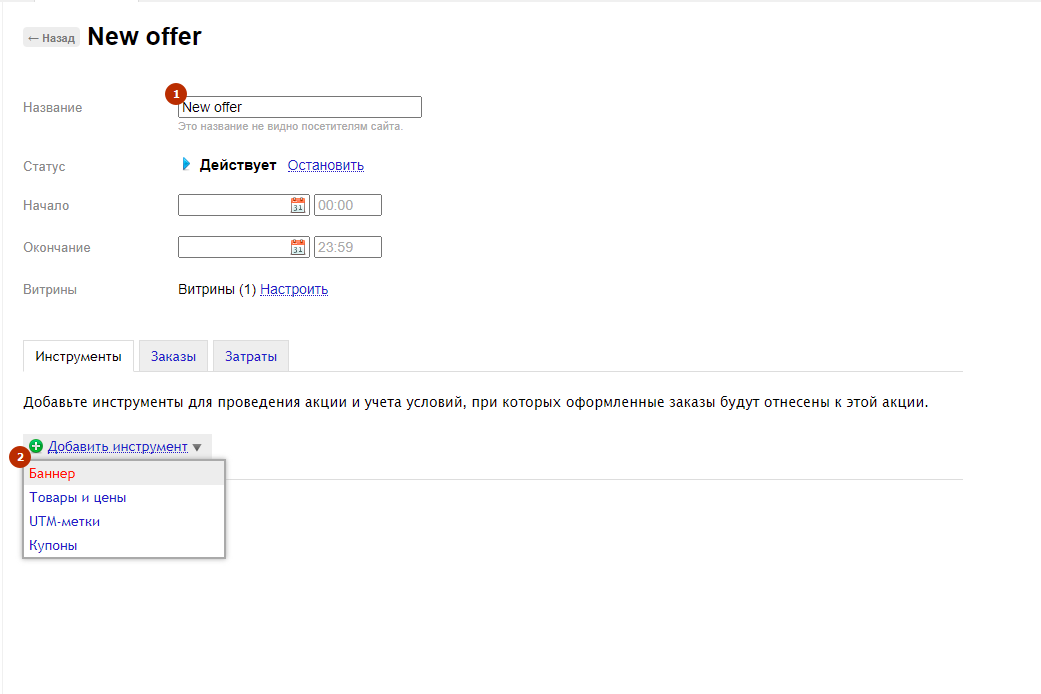 ← Назад New offer
1
Название New offer
Это название не видно посетителям сайта.
Статус Действует Остановить
Начало 31 00:00
Окончание 31 23:59
Витрины Витрины (1) Настроить
Инструменты Заказы Затраты
Добавьте инструменты для проведения акции и учета условий, при которых оформленные заказы будут отнесены к этой акции.
Добавить инструмент ▼
2
Баннер
Товары и цены
UTM-метки
Купоны